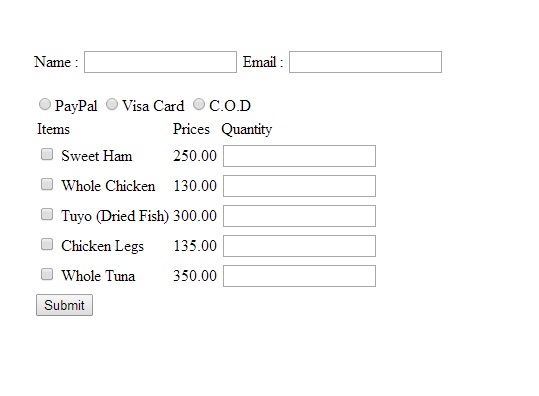 Name : Email :
PayPal Visa Card C.O.D
Items Prices Quantity
Sweet Ham 250.00
Whole Chicken 130.00
Tuyo (Dried Fish) 300.00
Chicken Legs 135.00
Whole Tuna 350.00
Submit